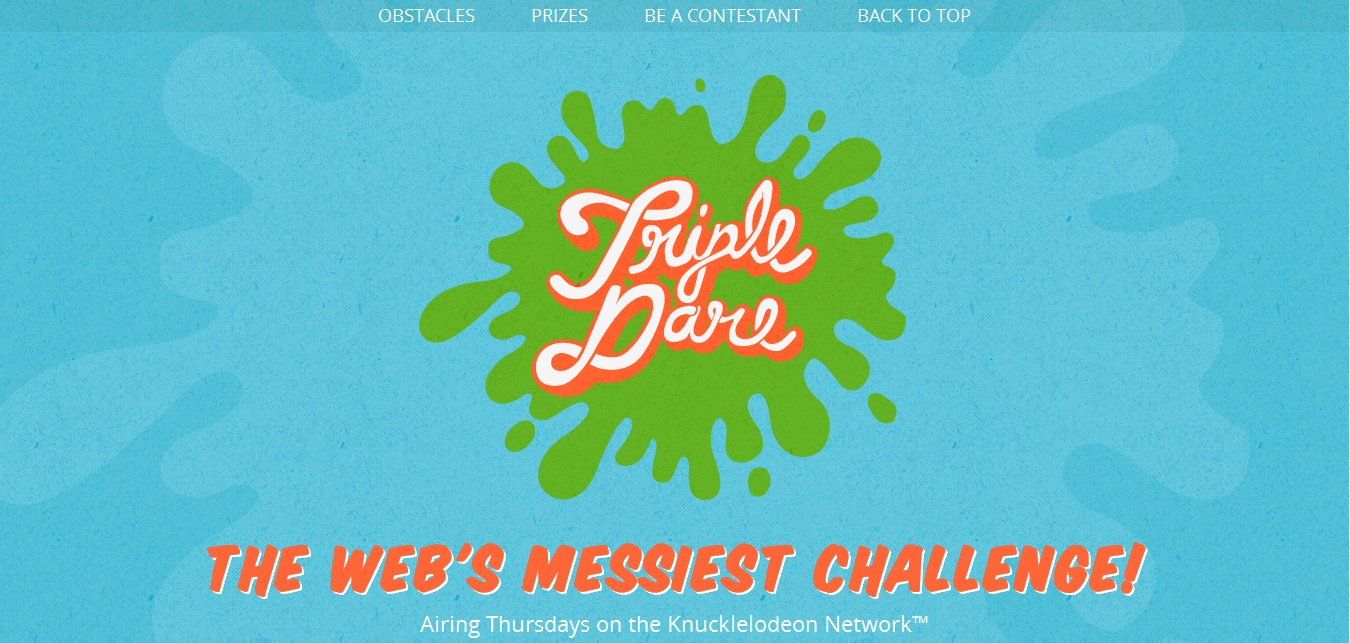 OBSTACLES PRIZES BE A CONTESTANT BACK TO TOP
Triple
Dare
THE WEB'S MESSIEST CHALLENGE!
Airing Thursdays on the Knucklelodeon Network™